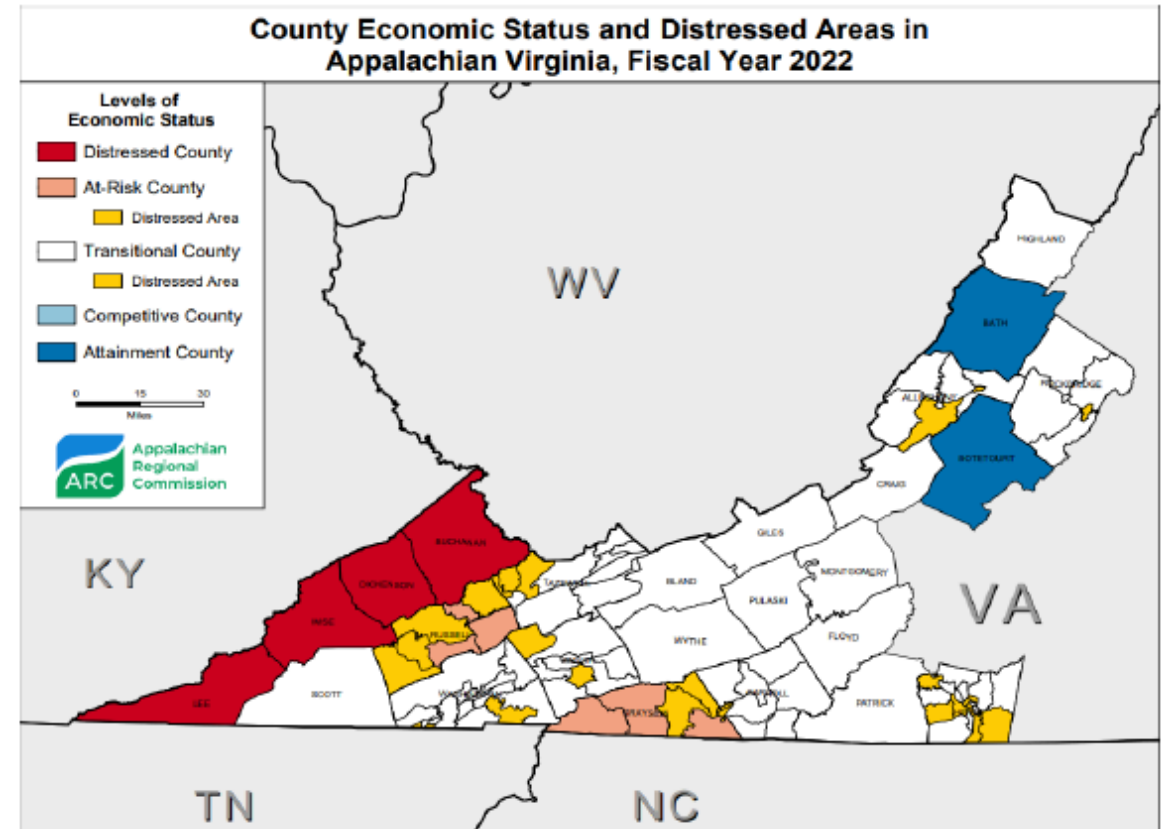 County Economic Status and Distressed Areas in
Appalachian Virginia, Fiscal Year 2022
Levels of
Economic Status
Distressed County
At-Risk County
Distressed Area
Transitional County
Distressed Area
Competitive County
Attainment County
0 15 30
Miles
ARC
Appalachian
Regional
Commission
WV
KY
VA
TN
NC
HIGHLAND
BATH
BOTETOURT
CRAIG
GILES
MONTGOMERY
BLAND
PULASKI
FLOYD
WYTHE
BUCHANAN
DICKENSON
WISE
RUSSELL
LEE
SCOTT
PATRICK